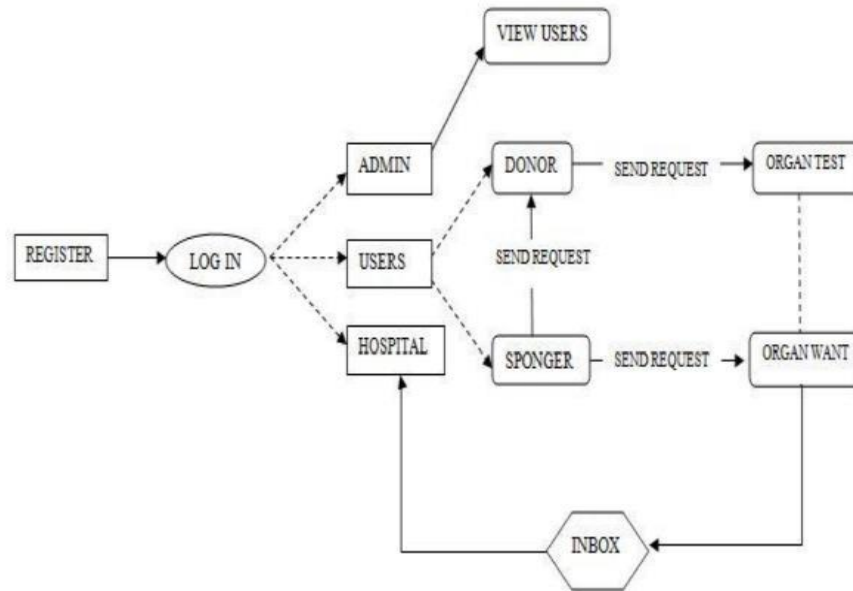 VIEW USERS
ADMIN
DONOR
SEND REQUEST
ORGAN TEST
REGISTER
LOG IN
USERS
SEND REQUEST
HOSPITAL
SPONGER
SEND REQUEST
ORGAN WANT
INBOX